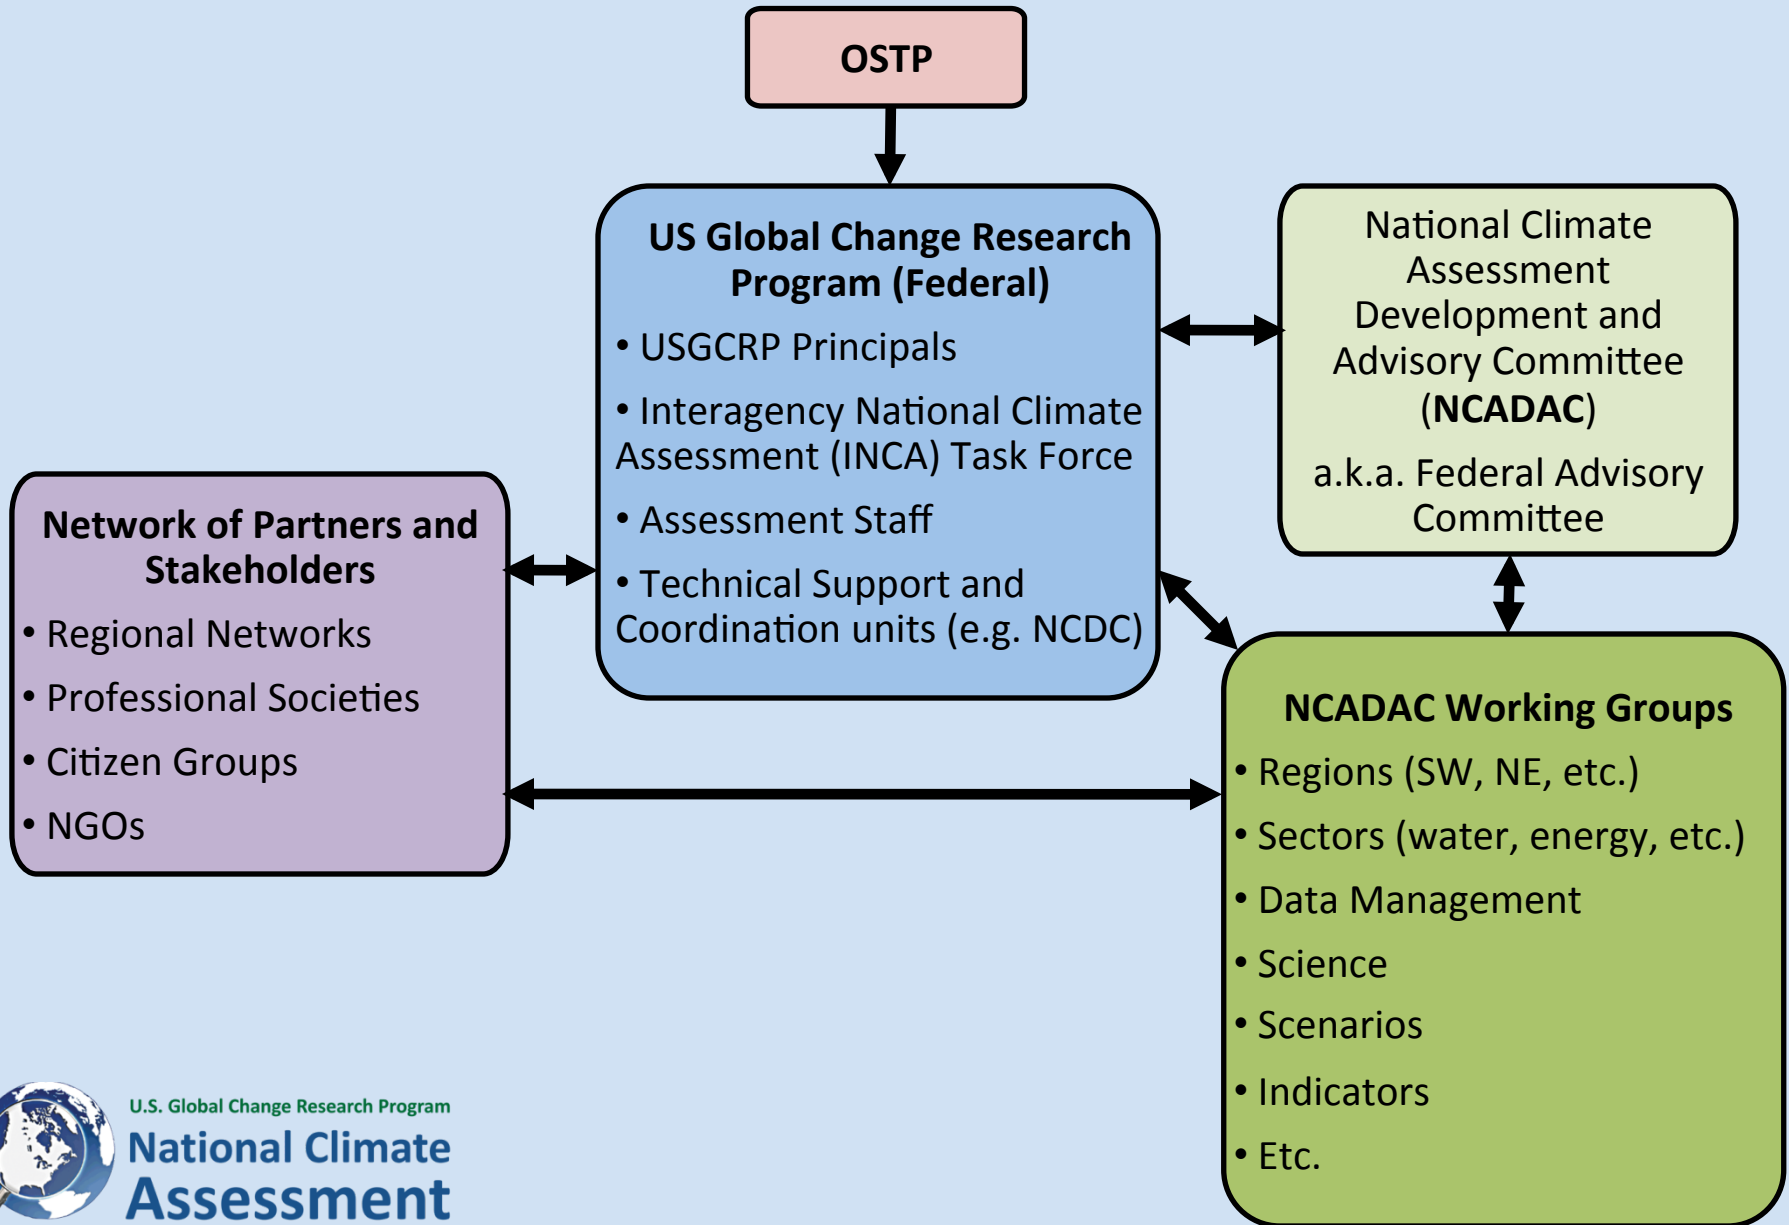 OSTP
US Global Change Research
Program (Federal)
• USGCRP Principals
• Interagency National Climate
Assessment (INCA) Task Force
• Assessment Staff
• Technical Support and
Coordination units (e.g. NCDC)
National Climate
Assessment
Development and
Advisory Committee
(NCADAC)
a.k.a. Federal Advisory
Committee
Network of Partners and
Stakeholders
• Regional Networks
• Professional Societies
• Citizen Groups
• NGOs
NCADAC Working Groups
• Regions (SW, NE, etc.)
• Sectors (water, energy, etc.)
• Data Management
• Science
• Scenarios
• Indicators
• Etc.
U.S. Global Change Research Program
National Climate
Assessment